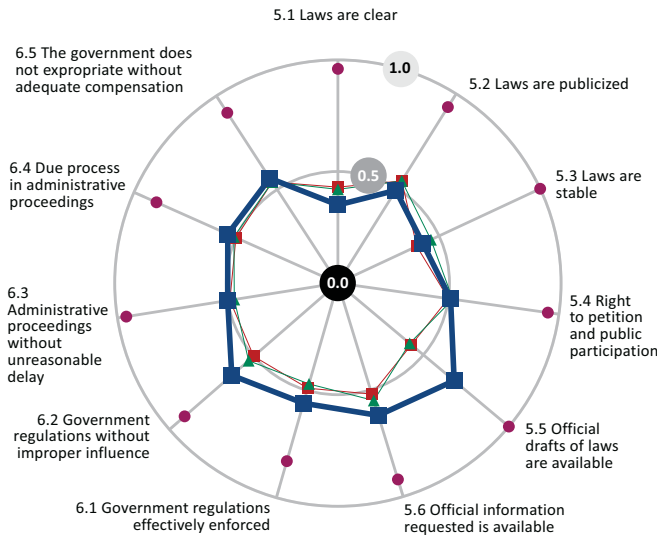 5.1 Laws are clear
1.0
5.2 Laws are publicized
5.3 Laws are
stable
5.4 Right
to petition
and public
participation
5.5 Official
drafts of laws
are available
5.6 Official information
requested is available
6.1 Government regulations
effectively enforced
6.2 Government
regulations without
improper influence
6.3
Administrative
proceedings
without
unreasonable
delay
6.4 Due process
in administrative
proceedings
6.5 The government does
not expropriate without
adequate compensation
0.5
0.0